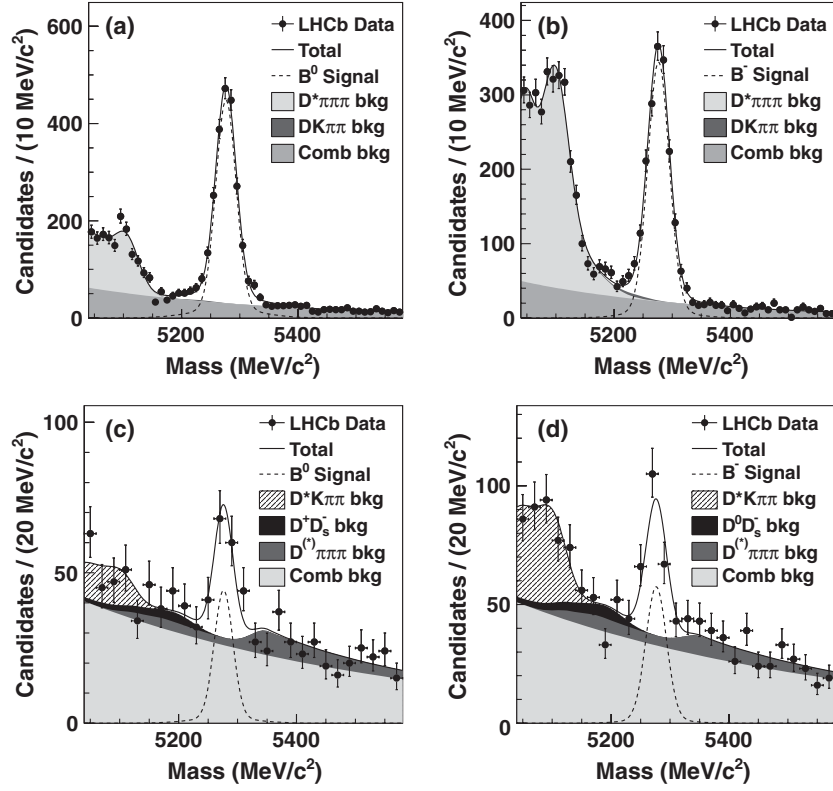 (a)
LHCb Data
Total
B⁰ Signal
D*πππ bkg
DKππ bkg
Comb bkg
600
400
200
0
5200 5400
Candidates / (10 MeV/c²)
Mass (MeV/c²)
(b)
LHCb Data
Total
B⁻ Signal
D*πππ bkg
DKππ bkg
Comb bkg
400
300
200
100
0
5200 5400
Candidates / (10 MeV/c²)
Mass (MeV/c²)
(c)
LHCb Data
Total
B⁰ Signal
D*Kππ bkg
D⁺Dₛ⁻ bkg
D⁽*⁾πππ bkg
Comb bkg
100
50
0
5200 5400
Candidates / (20 MeV/c²)
Mass (MeV/c²)
(d)
LHCb Data
Total
B⁻ Signal
D*Kππ bkg
D⁰Dₛ⁻ bkg
D⁽*⁾πππ bkg
Comb bkg
100
50
0
5200 5400
Candidates / (20 MeV/c²)
Mass (MeV/c²)